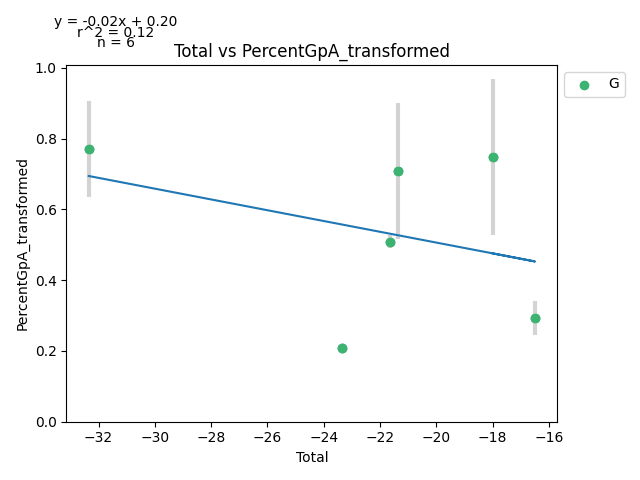 y = -0.02x + 0.20
r^2 = 0.12
n = 6
Total vs PercentGpA_transformed
G
PercentGpA_transformed
1.0
0.8
0.6
0.4
0.2
0.0
−32 −30 −28 −26 −24 −22 −20 −18 −16
Total